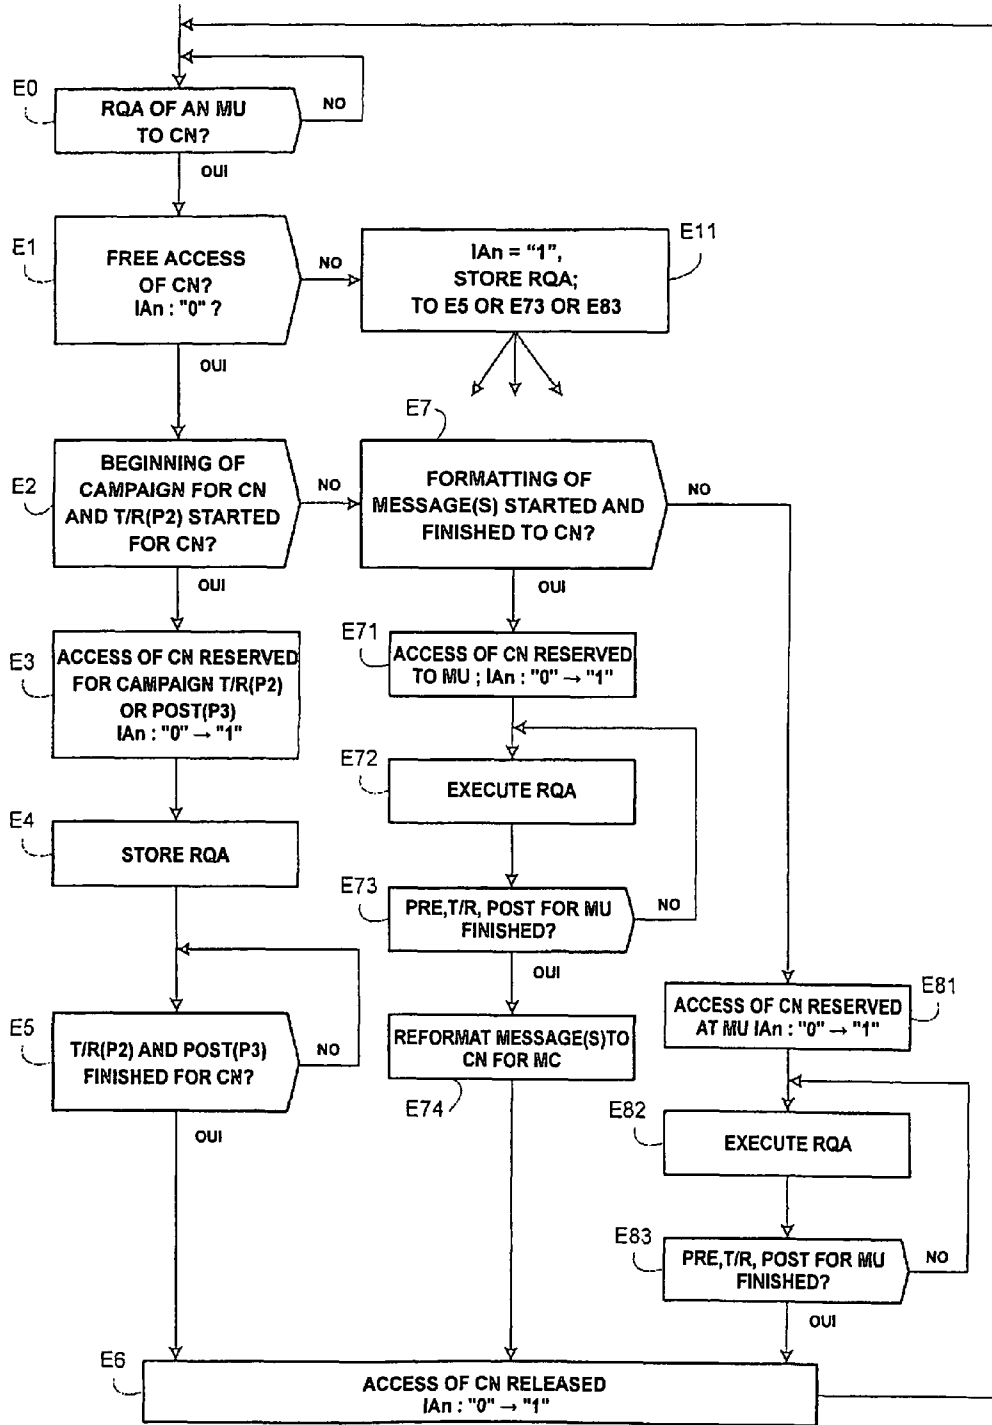 E0
RQA OF AN MU
TO CN?
NO
OUI
E1
FREE ACCESS
OF CN?
IAn : "0" ?
NO
OUI
E11
IAn = “1”,
STORE RQA;
TO E5 OR E73 OR E83
E2
BEGINNING OF
CAMPAIGN FOR CN
AND T/R(P2) STARTED
FOR CN?
NO
OUI
E7
FORMATTING OF
MESSAGE(S) STARTED AND
FINISHED TO CN?
NO
OUI
E3
ACCESS OF CN RESERVED
FOR CAMPAIGN T/R(P2)
OR POST(P3)
IAn : "0" → "1"
E71
ACCESS OF CN RESERVED
TO MU ; IAn : "0" → "1"
E72
EXECUTE RQA
E4
STORE RQA
E73
PRE,T/R, POST FOR MU
FINISHED?
NO
OUI
E5
T/R(P2) AND POST(P3)
FINISHED FOR CN?
NO
OUI
REFORMAT MESSAGE(S)TO
CN FOR MC
E74
E81
ACCESS OF CN RESERVED
AT MU IAn : "0" → "1"
E82
EXECUTE RQA
E83
PRE,T/R, POST FOR MU
FINISHED?
NO
OUI
E6
ACCESS OF CN RELEASED
IAn : "0" → "1"